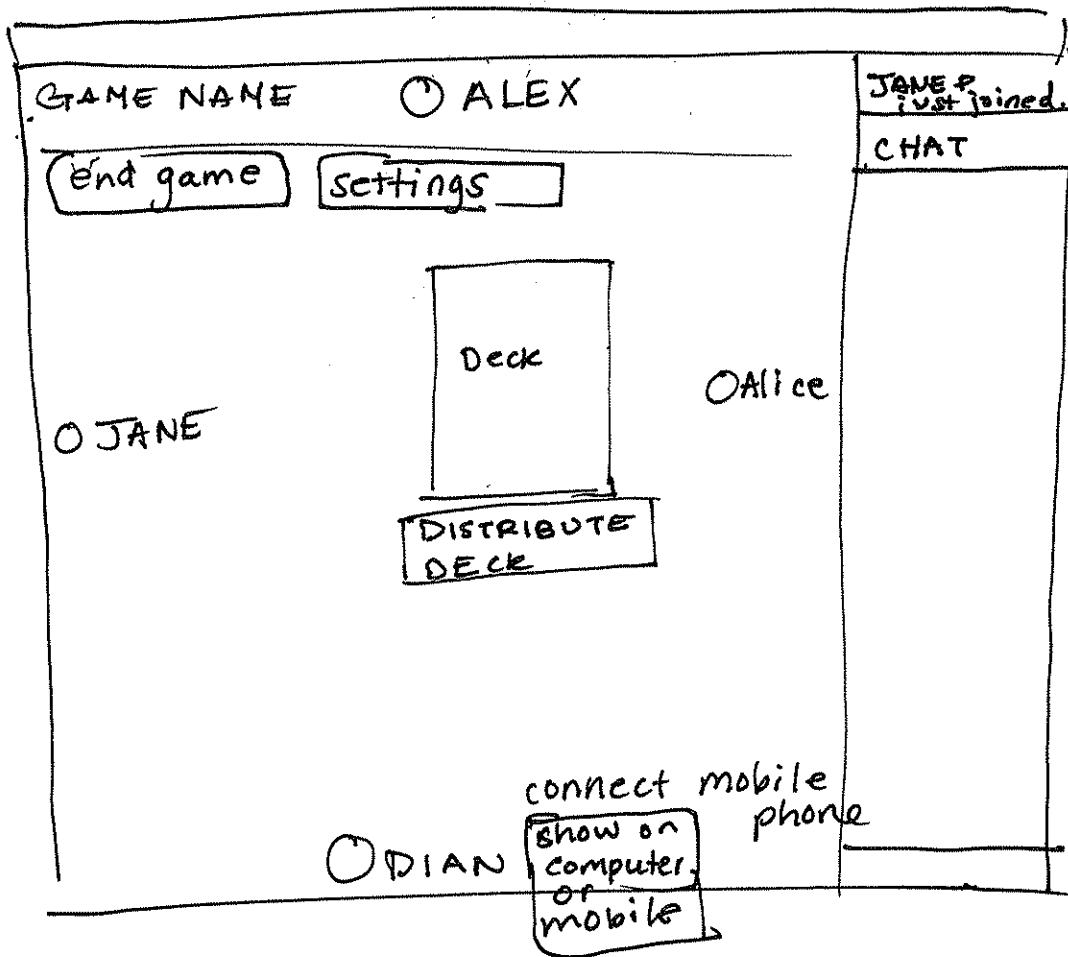 GAME NAME
ALEX
JANE P.
just joined.
CHAT
end game
settings
Deck
Alice
JANE
DISTRIBUTE
DECK
connect mobile
phone
DIAN
show on
computer.
or
mobile